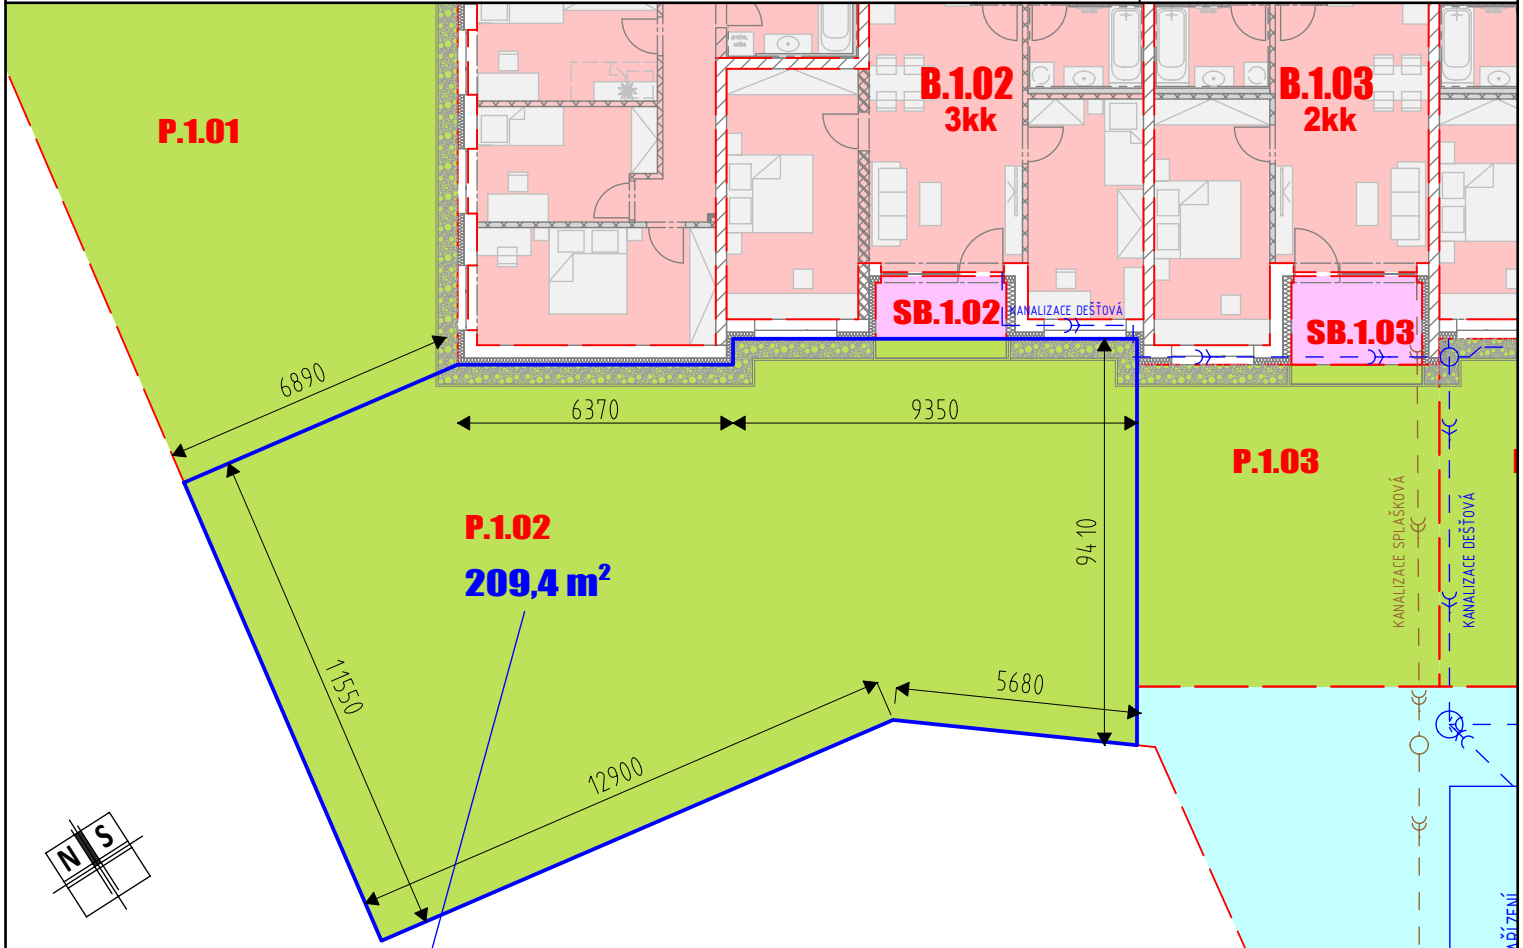 B.1.02
3kk
B.1.03
2kk
P.1.01
SB.1.02
KANALIZACE DEŠŤOVÁ
SB.1.03
6890
6370
9350
P.1.03
P.1.02
209,4 m²
9410
KANALIZACE SPLAŠKOVÁ
KANALIZACE DEŠŤOVÁ
11550
5680
12900
N S